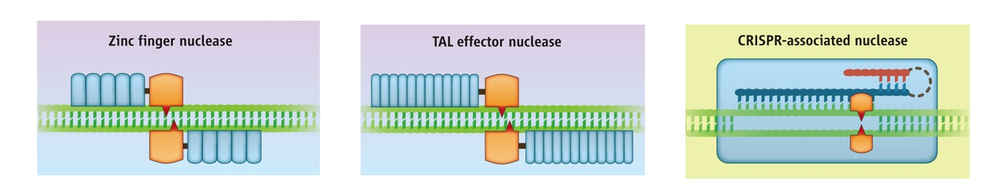 Zinc finger nuclease
TAL effector nuclease
CRISPR-associated nuclease